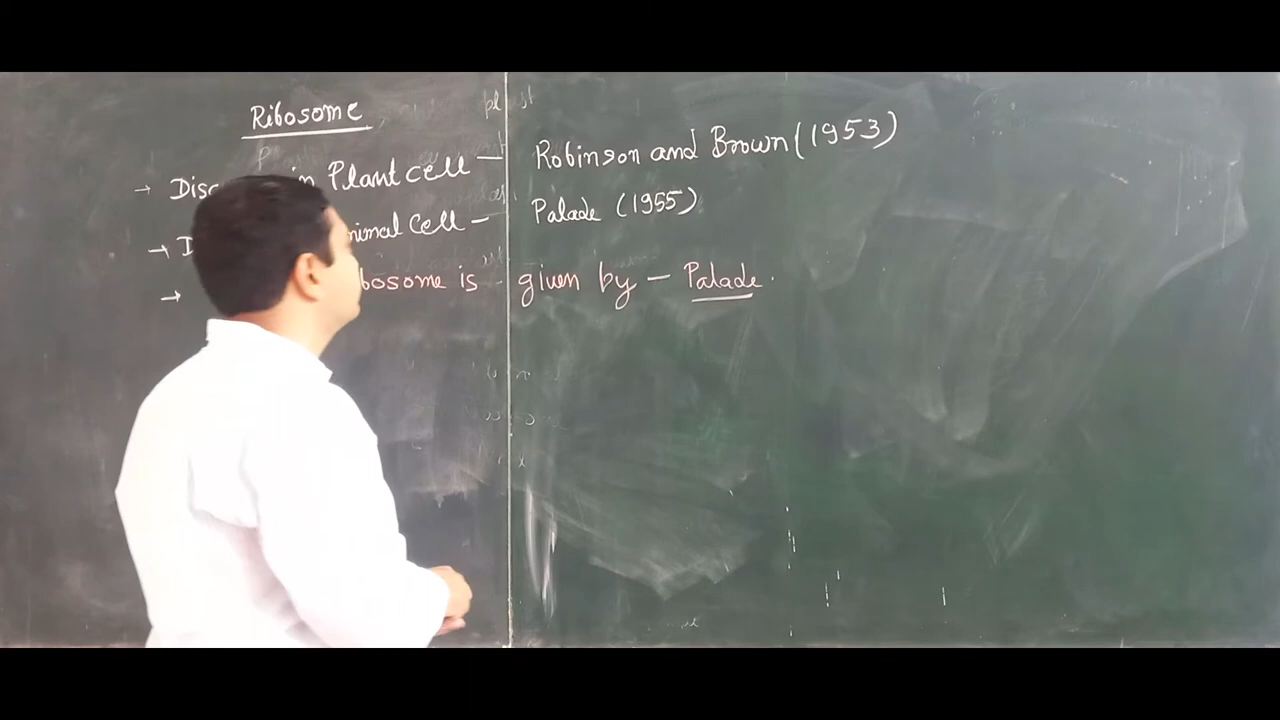 Ribosome
→ Disc in Plant cell — Robinson and Brown (1953)
→ D nimal Cell — Palade (1955)
→ bosome is given by — Palade.